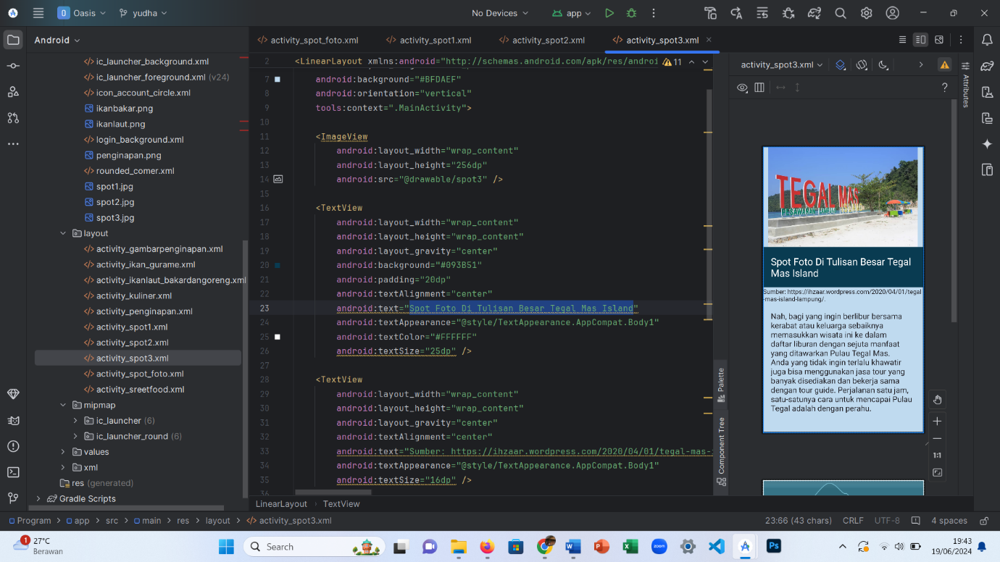 Oasis
yudha
No Devices
app
Android
activity_spot_foto.xml
activity_spot1.xml
activity_spot2.xml
activity_spot3.xml
ic_launcher_background.xml
ic_launcher_foreground.xml (v24)
icon_account_circle.xml
ikanbakar.png
ikanlaut.png
login_background.xml
penginapan.png
rounded_comer.xml
spot1.jpg
spot2.jpg
spot3.jpg
layout
activity_gambarpenginapan.xml
activity_ikan_gurame.xml
activity_ikanlaut_bakardangoreng.xml
activity_kuliner.xml
activity_penginapan.xml
activity_spot1.xml
activity_spot2.xml
activity_spot3.xml
activity_spot_foto.xml
activity_sreetfood.xml
mipmap
ic_launcher (6)
ic_launcher_round (6)
values
xml
res (generated)
Gradle Scripts
2 <LinearLayout xmlns:android="http://schemas.android.com/apk/res/androi
11
7 android:background="#BFDAEF"
8 android:orientation="vertical"
9 tools:context=".MainActivity">
10
11 <ImageView
12 android:layout_width="wrap_content"
13 android:layout_height="256dp"
14 android:src="@drawable/spot3" />
15
16 <TextView
17 android:layout_width="wrap_content"
18 android:layout_height="wrap_content"
19 android:layout_gravity="center"
20 android:background="#093B51"
21 android:padding="20dp"
22 android:textAlignment="center"
23 android:text="Spot Foto Di Tulisan Besar Tegal Mas Island"
24 android:textAppearance="@style/TextAppearance.AppCompat.Body1"
25 android:textColor="#FFFFFF"
26 android:textSize="25dp" />
27
28 <TextView
29 android:layout_width="wrap_content"
30 android:layout_height="wrap_content"
31 android:layout_gravity="center"
32 android:textAlignment="center"
33 android:text="Sumber: https://ihzaar.wordpress.com/2020/04/01/tegal-mas-
34 android:textAppearance="@style/TextAppearance.AppCompat.Body1"
35 android:textSize="16dp" />
36
LinearLayout
TextView
Palette
Component Tree
activity_spot3.xml
Attributes
?
TEGAL MAS
Spot Foto Di Tulisan Besar Tegal
Mas Island
Sumber: https://ihzaar.wordpress.com/2020/04/01/tegal
-mas-island-lampung/.
Nah, bagi yang ingin berlibur bersama
kerabat atau keluarga sebaiknya
memasukkan wisata ini ke dalam
daftar liburan dengan sejuta manfaat
yang ditawarkan Pulau Tegal Mas.
Anda yang tidak ingin terlalu khawatir
juga bisa menggunakan jasa tour yang
banyak disediakan dan bekerja sama
dengan tour guide. Perjalanan satu jam,
satu-satunya cara untuk mencapai Pulau
Tegal adalah dengan perahu.
1:1
Program > app > src > main > res > layout > activity_spot3.xml
23:66 (43 chars)
CRLF
UTF-8
4 spaces
1
27°C
Berawan
Search
zoom
Ps
19:43
19/06/2024